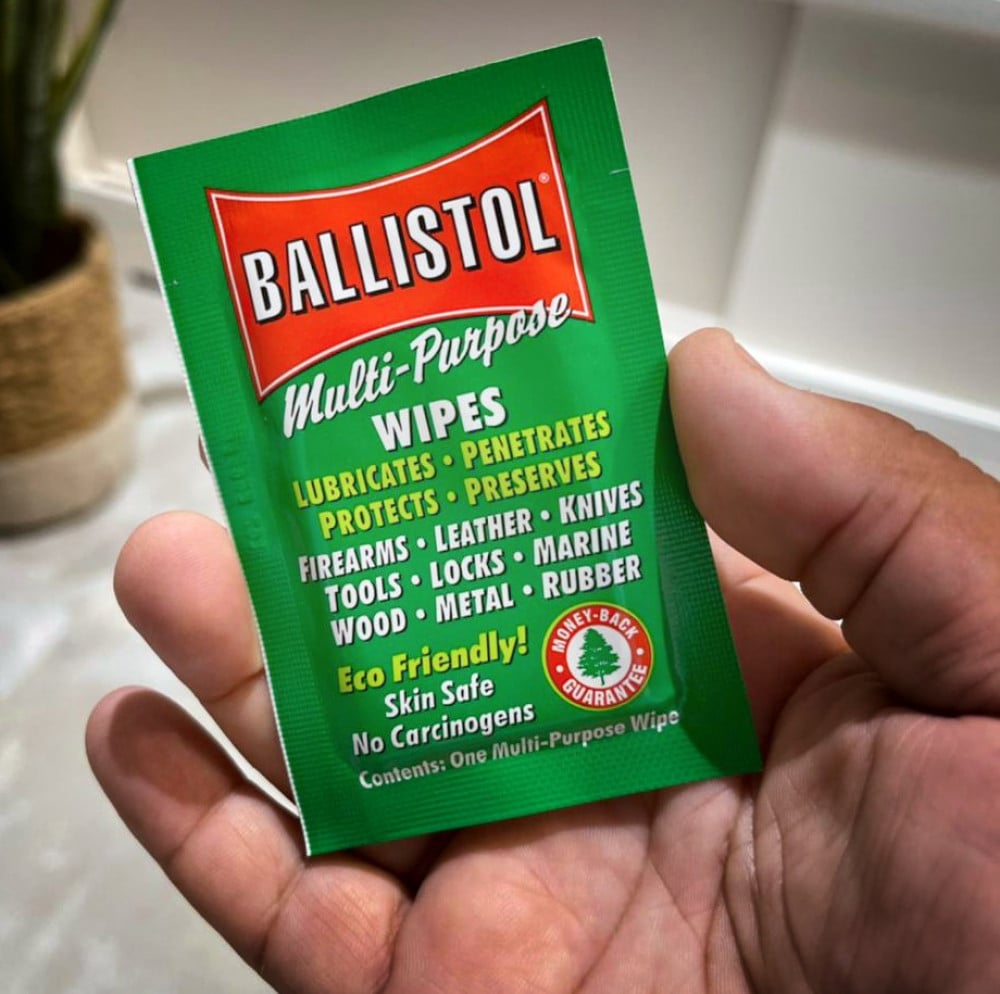 BALLISTOL®
Multi-Purpose
WIPES
LUBRICATES • PENETRATES
PROTECTS • PRESERVES
FIREARMS • LEATHER • KNIVES
TOOLS • LOCKS • MARINE
WOOD • METAL • RUBBER
Eco Friendly!
Skin Safe
No Carcinogens
MONEY-BACK
• GUARANTEE •
Contents: One Multi-Purpose Wipe